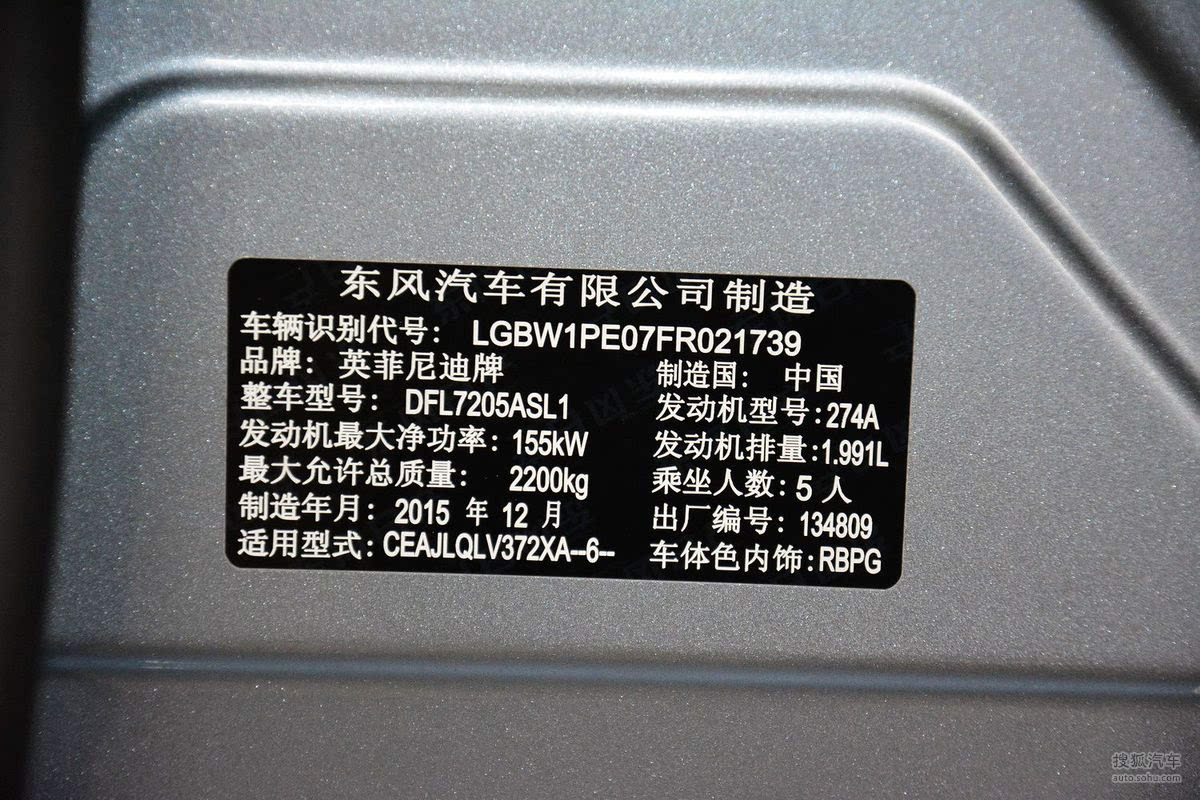 东风汽车有限公司制造
车辆识别代号: LGBW1PE07FR021739
品牌: 英菲尼迪牌 制造国: 中国
整车型号: DFL7205ASL1 发动机型号:274A
发动机最大净功率: 155kW 发动机排量:1.991L
最大允许总质量: 2200kg 乘坐人数: 5 人
制造年月: 2015 年 12 月 出厂编号: 134809
适用型式: CEAJLQLV372XA--6-- 车体色内饰:RBPG
搜狐汽车
auto.sohu.com